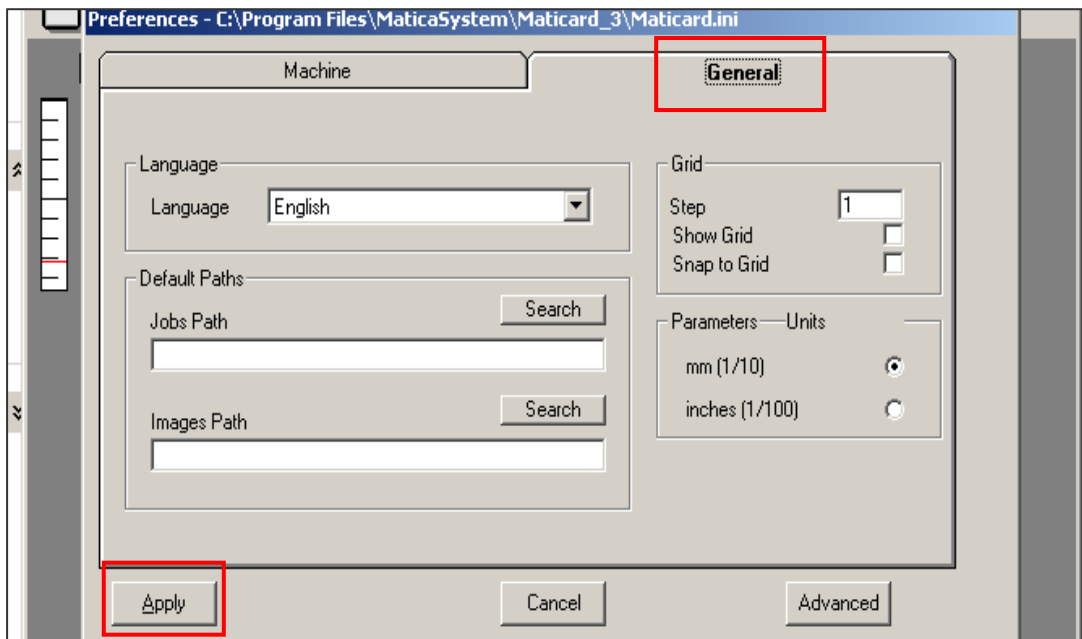 Preferences - C:\Program Files\MaticaSystem\Maticard_3\Maticard.ini
Machine
General
Language
Language
English
Default Paths
Jobs Path
Search
Images Path
Search
Grid
Step
1
Show Grid
Snap to Grid
Parameters Units
mm (1/10)
inches (1/100)
Apply
Cancel
Advanced